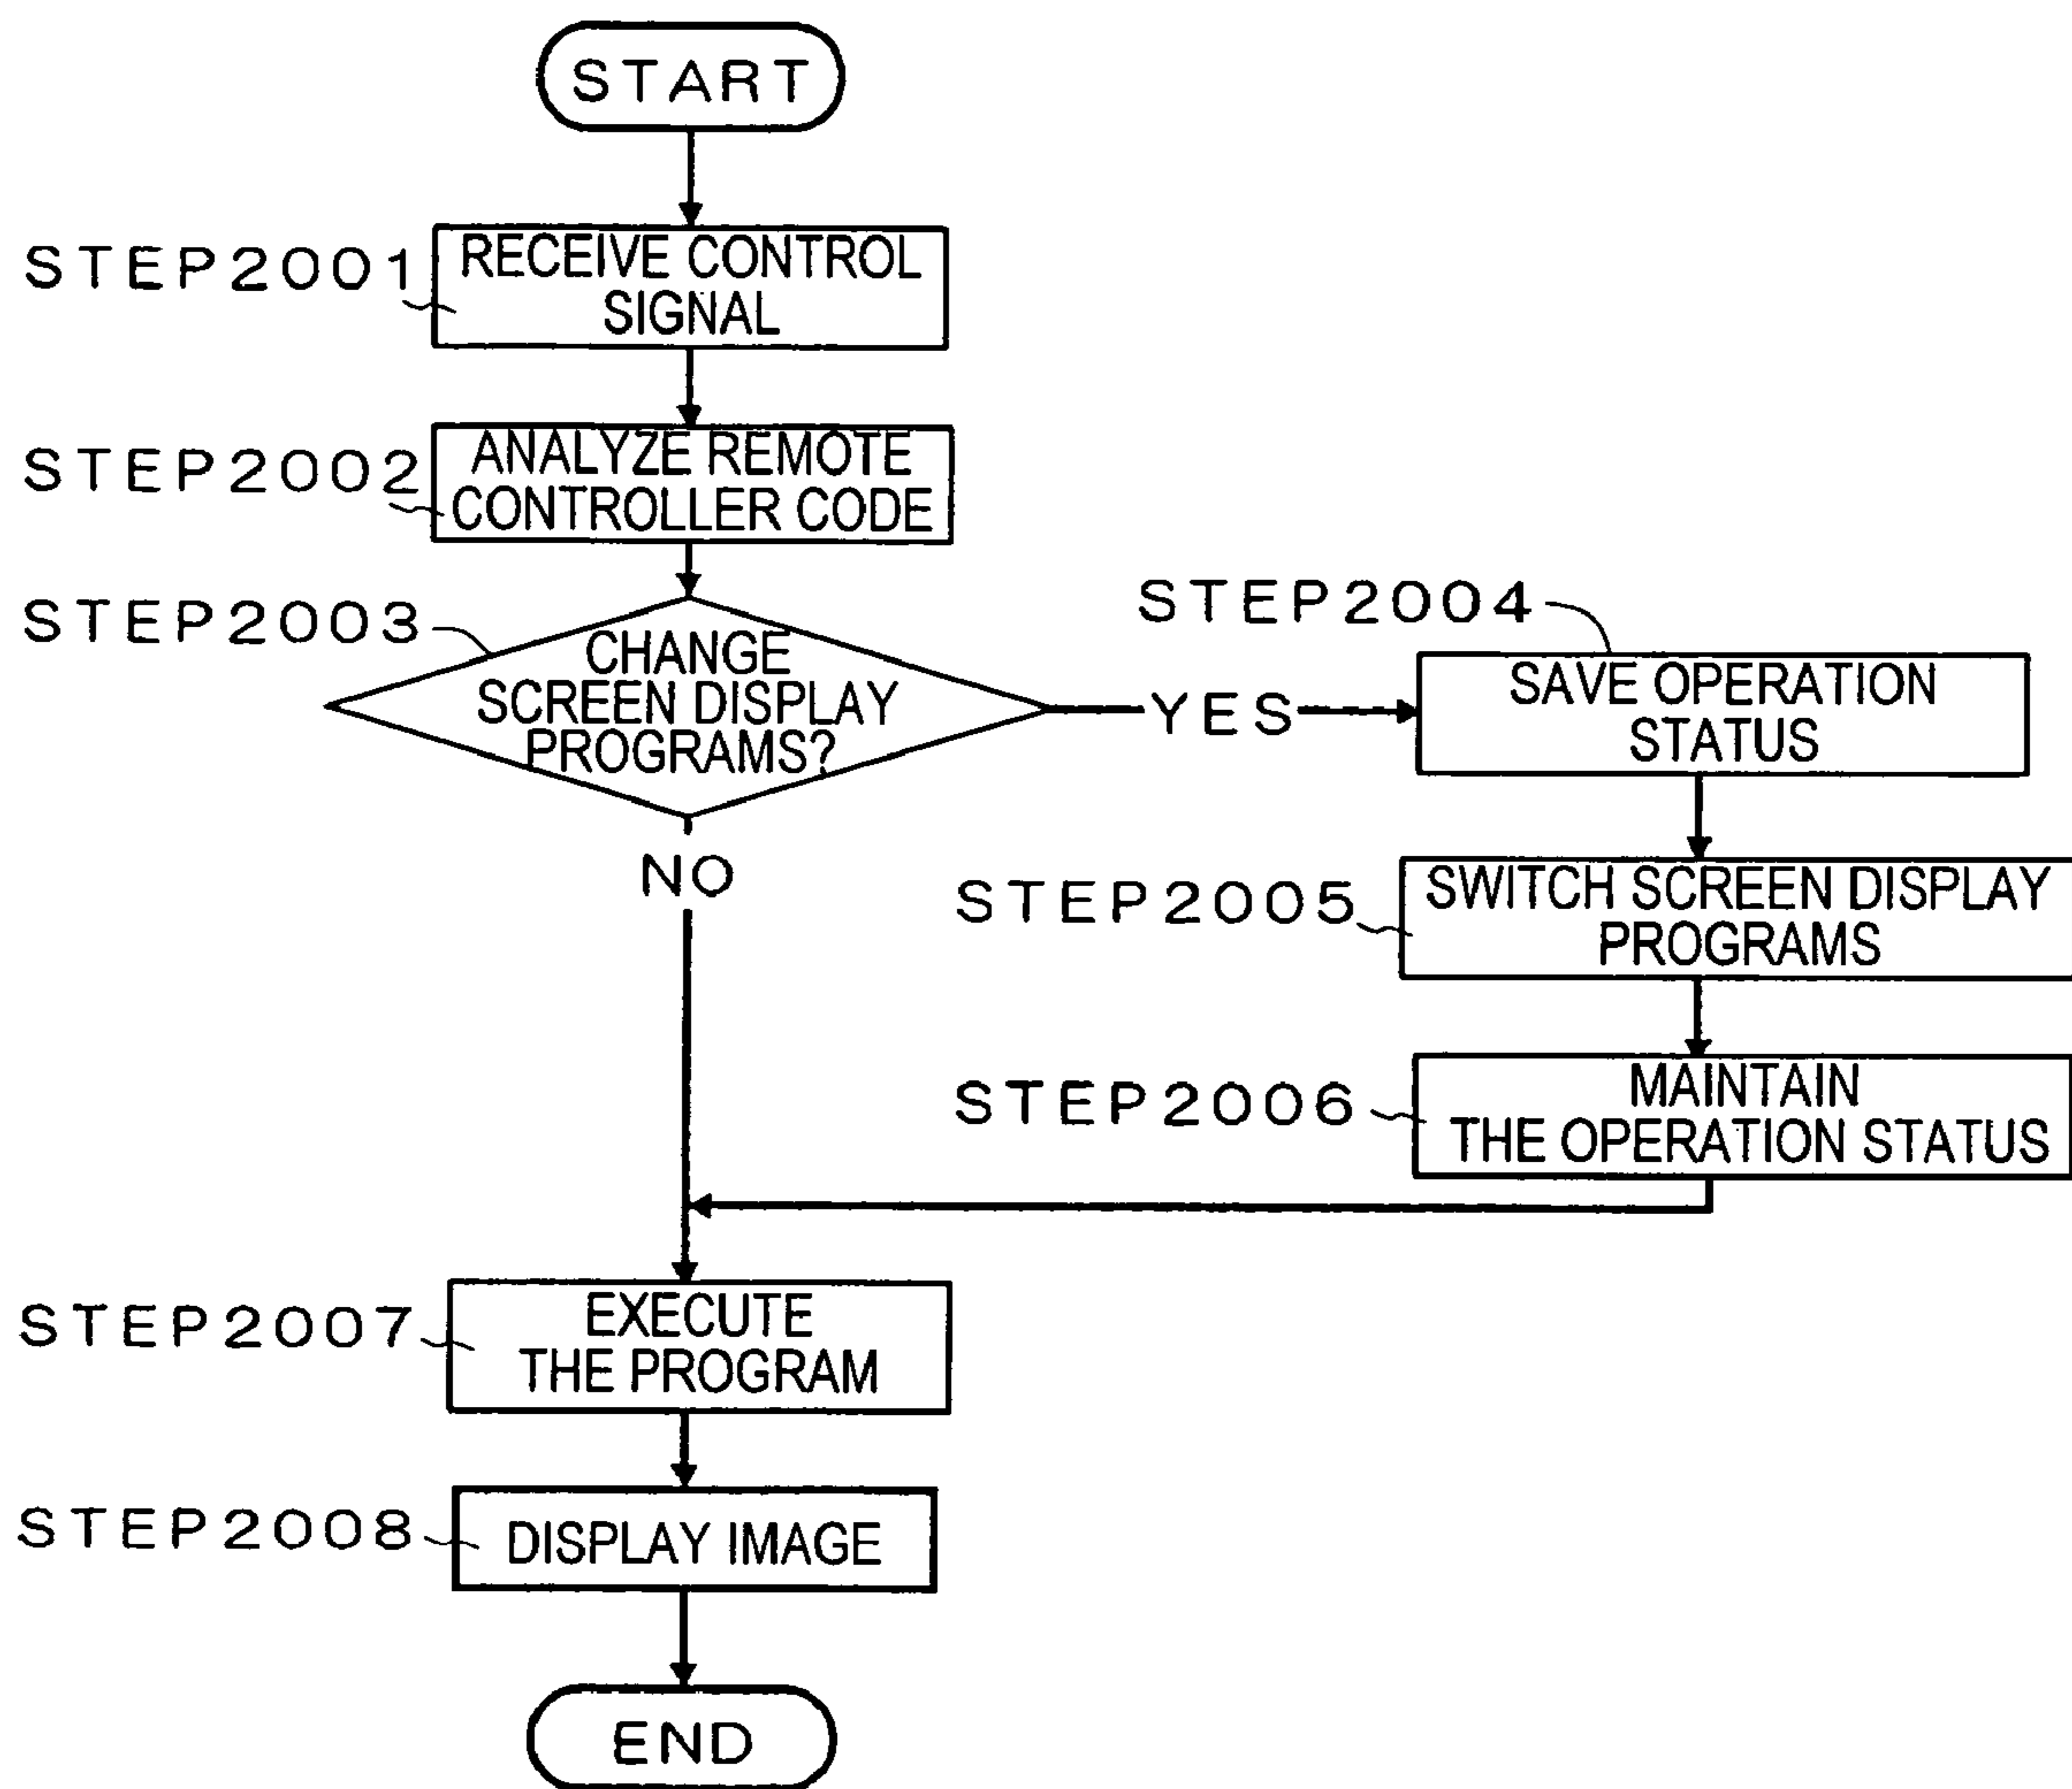 START
STEP2001
RECEIVE CONTROL
SIGNAL
STEP2002
ANALYZE REMOTE
CONTROLLER CODE
STEP2003
CHANGE
SCREEN DISPLAY
PROGRAMS?
YES
NO
STEP2004
SAVE OPERATION
STATUS
STEP2005
SWITCH SCREEN DISPLAY
PROGRAMS
STEP2006
MAINTAIN
THE OPERATION STATUS
STEP2007
EXECUTE
THE PROGRAM
STEP2008
DISPLAY IMAGE
END